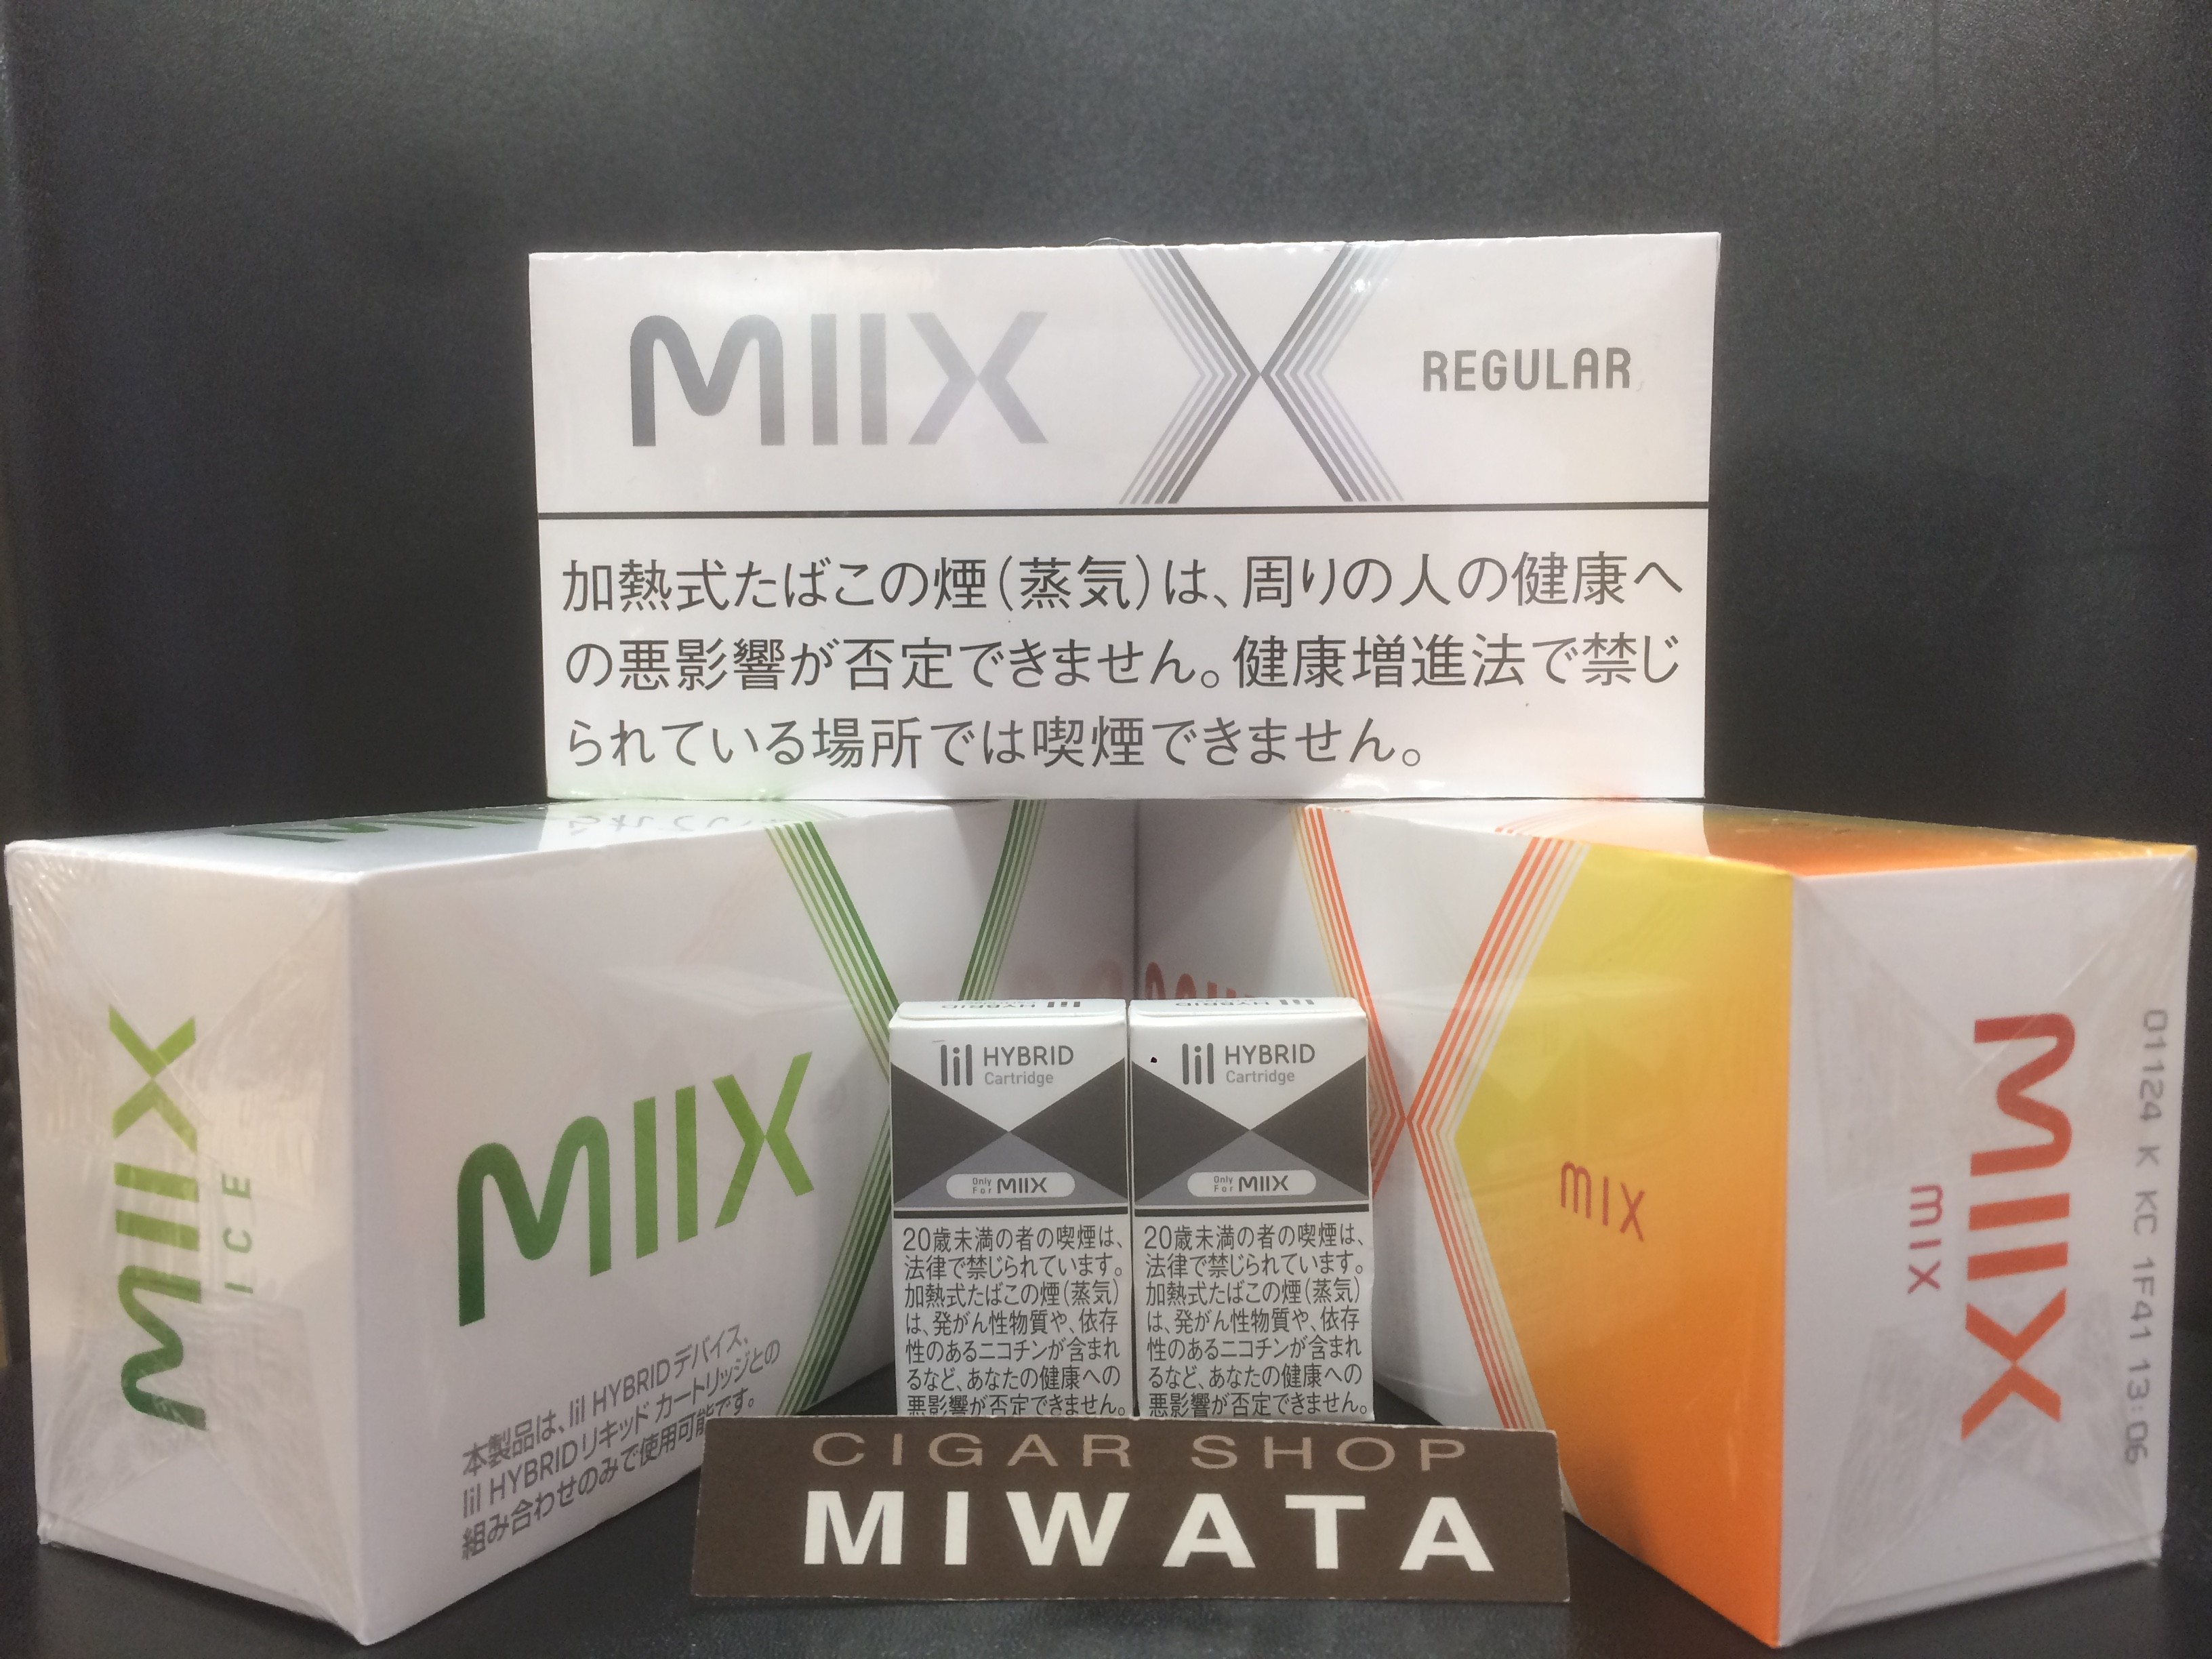 MIIX
REGULAR
加熱式たばこの煙(蒸気)は、周りの人の健康へ
の悪影響が否定できません。健康増進法で禁じ
られている場所では喫煙できません。
MIIX
ICE
MIIX
本製品は、lil HYBRIDデバイス、
lil HYBRIDリキッド カートリッジとの
組み合わせのみで使用可能です。
lil HYBRID
Cartridge
Only For MIIX
20歳未満の者の喫煙は、
法律で禁じられています。
加熱式たばこの煙(蒸気)
は、発がん性物質や、依存
性のあるニコチンが含まれ
るなど、あなたの健康への
悪影響が否定できません。
lil HYBRID
Cartridge
Only For MIIX
20歳未満の者の喫煙は、
法律で禁じられています。
加熱式たばこの煙(蒸気)
は、発がん性物質や、依存
性のあるニコチンが含まれ
るなど、あなたの健康への
悪影響が否定できません。
MIX
MIIX
MIX
01124 K KC 1F41 13:06
CIGAR SHOP
MIWATA